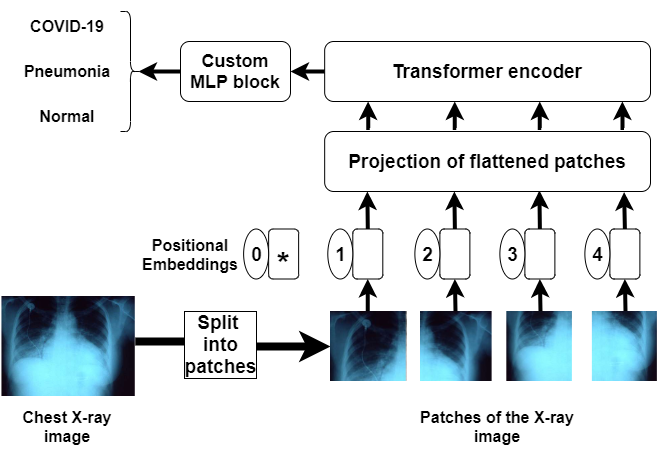 COVID-19
Pneumonia
Normal
Custom
MLP block
Transformer encoder
Projection of flattened patches
Positional
Embeddings
0
*
1
2
3
4
Split
into
patches
Chest X-ray
image
Patches of the X-ray
image